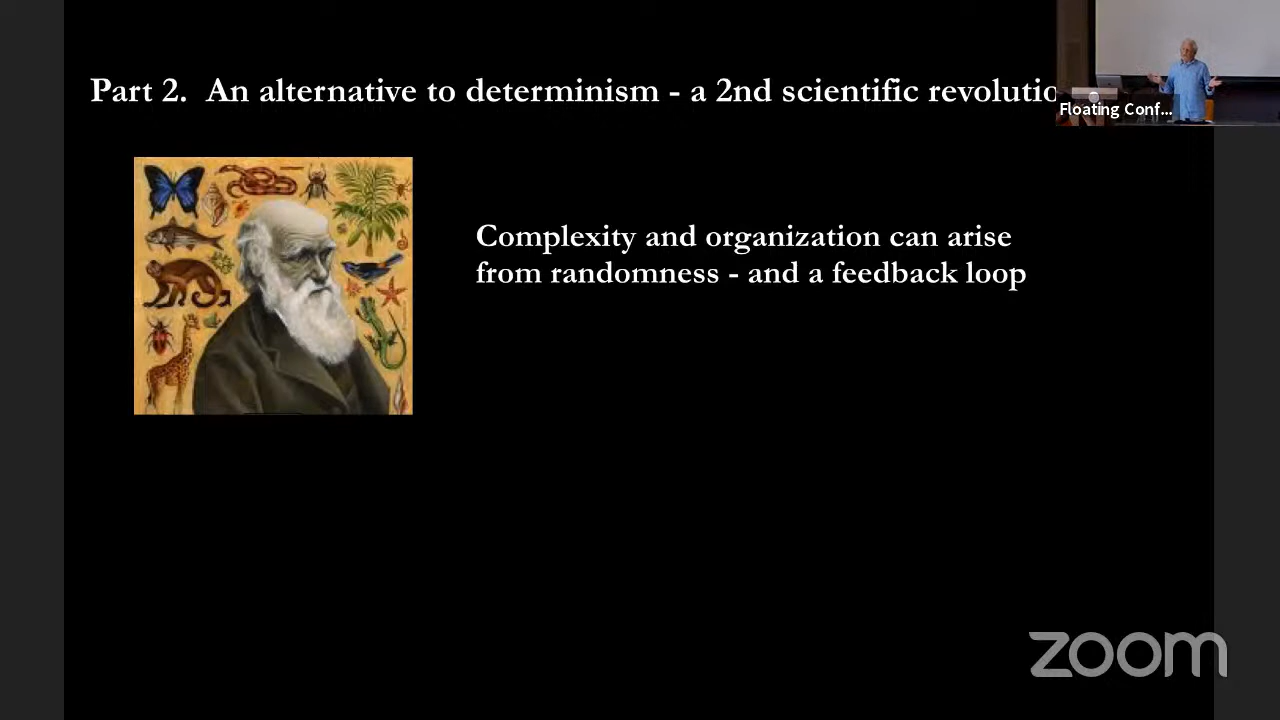 Part 2. An alternative to determinism - a 2nd scientific revolutio
Floating Conf...
Complexity and organization can arise
from randomness - and a feedback loop
zoom